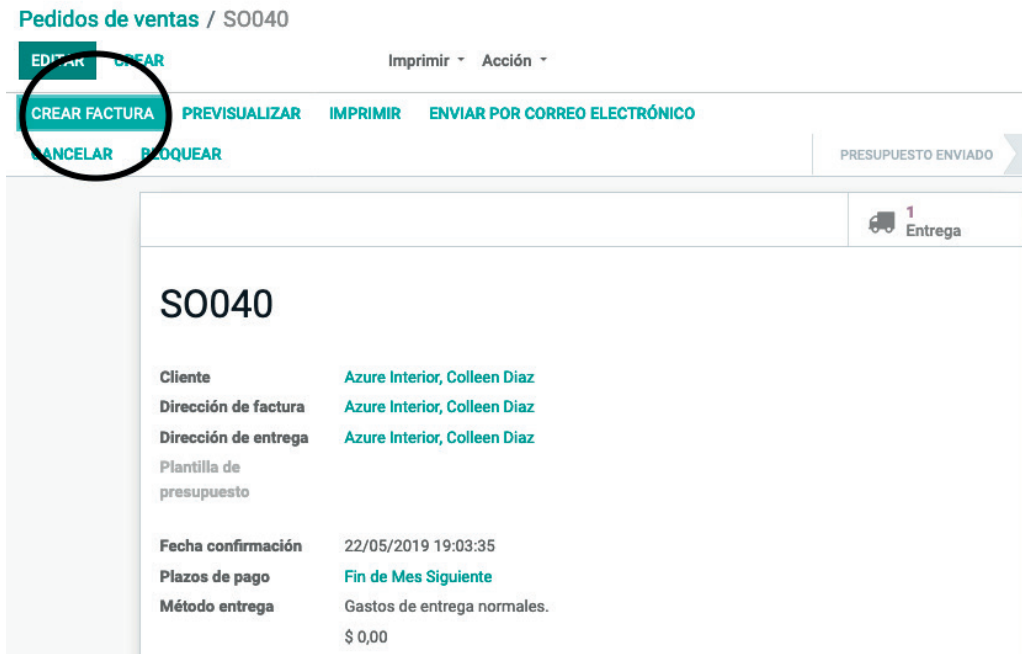 Pedidos de ventas / SO040
EDITAR CREAR Imprimir Acción
CREAR FACTURA PREVISUALIZAR IMPRIMIR ENVIAR POR CORREO ELECTRÓNICO
CANCELAR BLOQUEAR PRESUPUESTO ENVIADO
1
Entrega
SO040
Cliente Azure Interior, Colleen Diaz
Dirección de factura Azure Interior, Colleen Diaz
Dirección de entrega Azure Interior, Colleen Diaz
Plantilla de
presupuesto
Fecha confirmación 22/05/2019 19:03:35
Plazos de pago Fin de Mes Siguiente
Método entrega Gastos de entrega normales.
$ 0,00